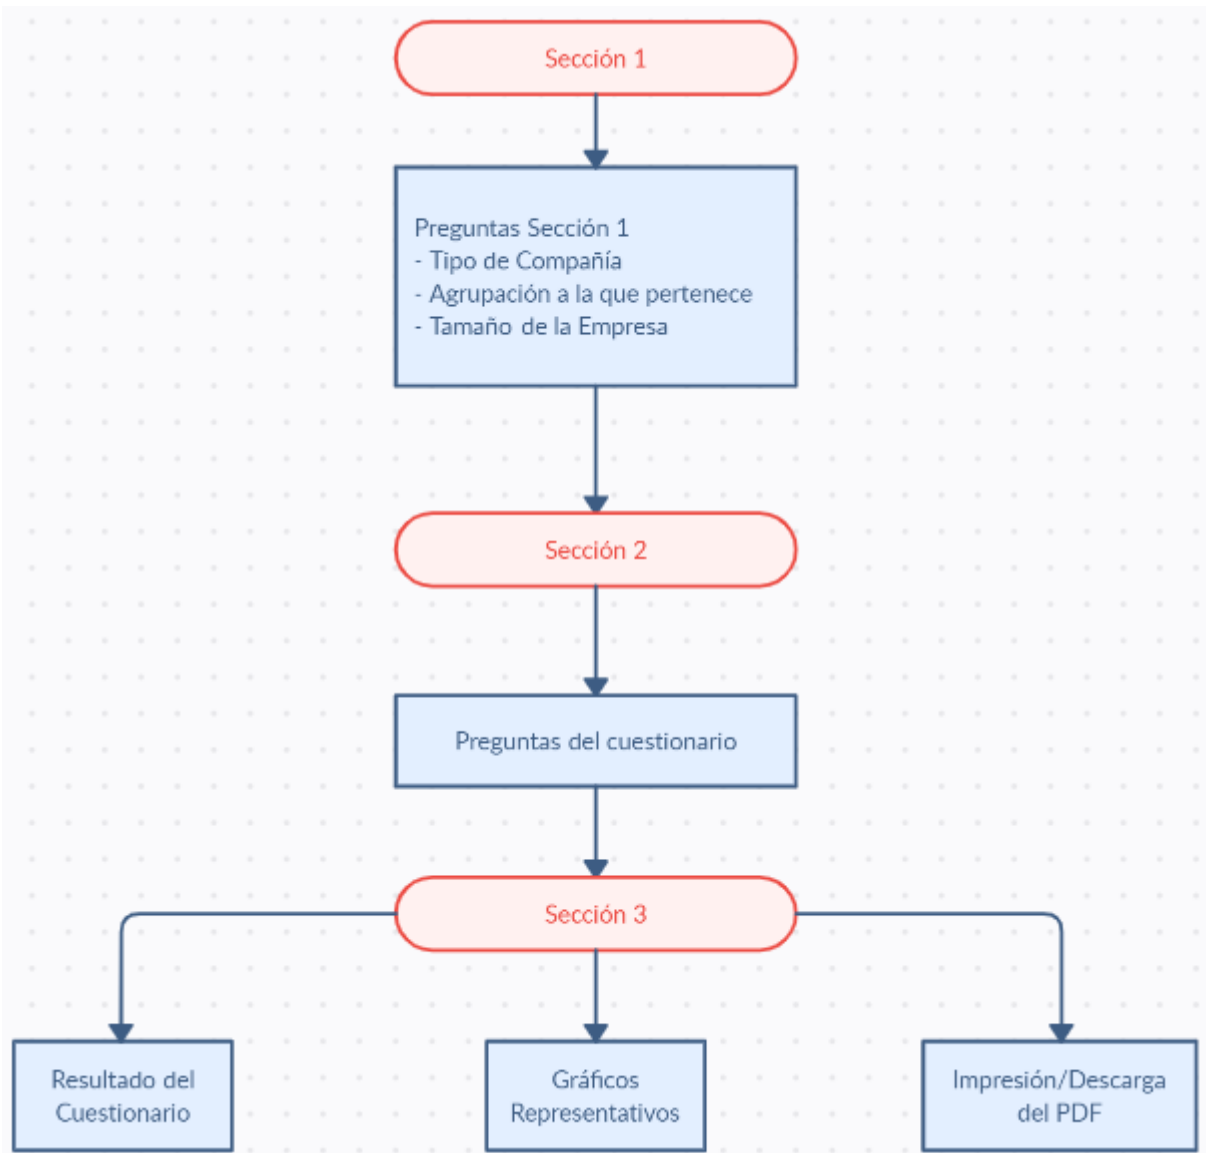 Sección 1
Preguntas Sección 1
- Tipo de Compañía
- Agrupación a la que pertenece
- Tamaño de la Empresa
Sección 2
Preguntas del cuestionario
Sección 3
Resultado del
Cuestionario
Gráficos
Representativos
Impresión/Descarga
del PDF